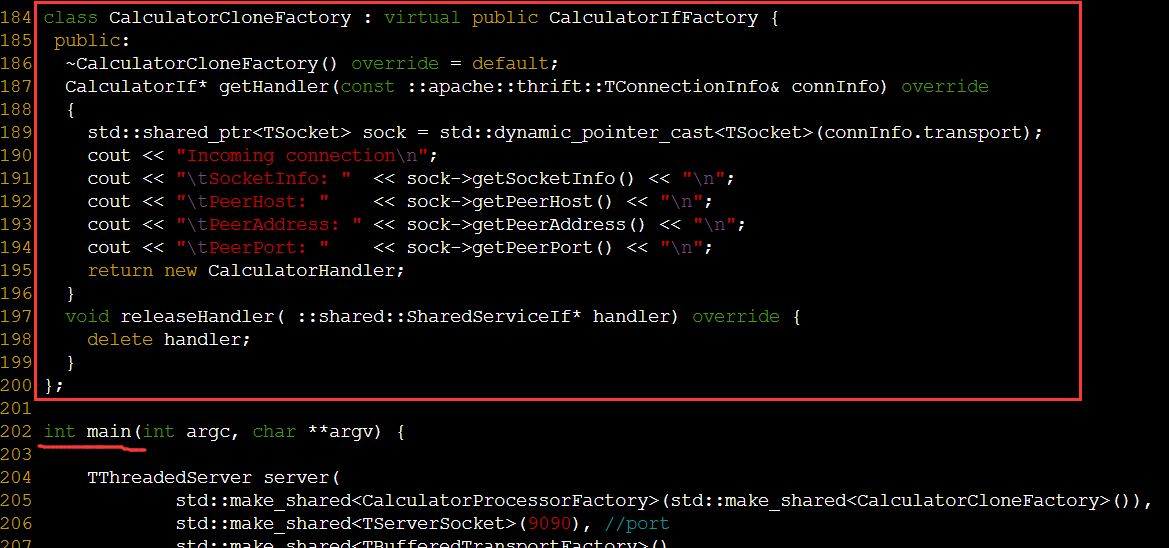 184 class CalculatorCloneFactory : virtual public CalculatorIfFactory {
185  public:
186   ~CalculatorCloneFactory() override = default;
187   CalculatorIf* getHandler(const ::apache::thrift::TConnectionInfo& connInfo) override
188   {
189     std::shared_ptr<TSocket> sock = std::dynamic_pointer_cast<TSocket>(connInfo.transport);
190     cout << "Incoming connection\n";
191     cout << "\tSocketInfo: "  << sock->getSocketInfo() << "\n";
192     cout << "\tPeerHost: "    << sock->getPeerHost() << "\n";
193     cout << "\tPeerAddress: " << sock->getPeerAddress() << "\n";
194     cout << "\tPeerPort: "    << sock->getPeerPort() << "\n";
195     return new CalculatorHandler;
196   }
197   void releaseHandler( ::shared::SharedServiceIf* handler) override {
198     delete handler;
199   }
200 };
201
202 int main(int argc, char **argv) {
203
204     TThreadedServer server(
205             std::make_shared<CalculatorProcessorFactory>(std::make_shared<CalculatorCloneFactory>()),
206             std::make_shared<TServerSocket>(9090), //port
207             std::make_shared<TBufferedTransportFactory>()